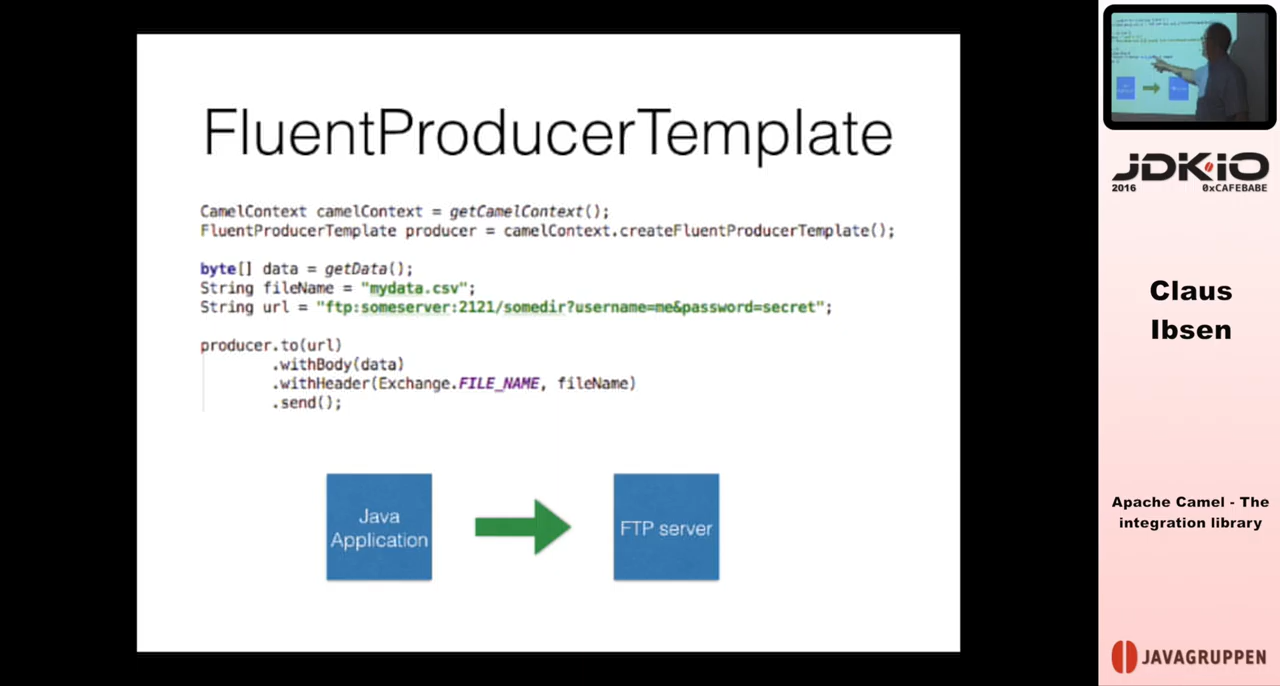 FluentProducerTemplate
CamelContext camelContext = getCamelContext();
FluentProducerTemplate producer = camelContext.createFluentProducerTemplate();
byte[] data = getData();
String fileName = "mydata.csv";
String url = "ftp:someserver:2121/somedir?username=me&password=secret";
producer.to(url)
.withBody(data)
.withHeader(Exchange.FILE_NAME, fileName)
.send();
Java
Application
FTP server
JDK.IO
2016 0xCAFEBABE
Claus
Ibsen
Apache Camel - The
integration library
JAVAGRUPPEN